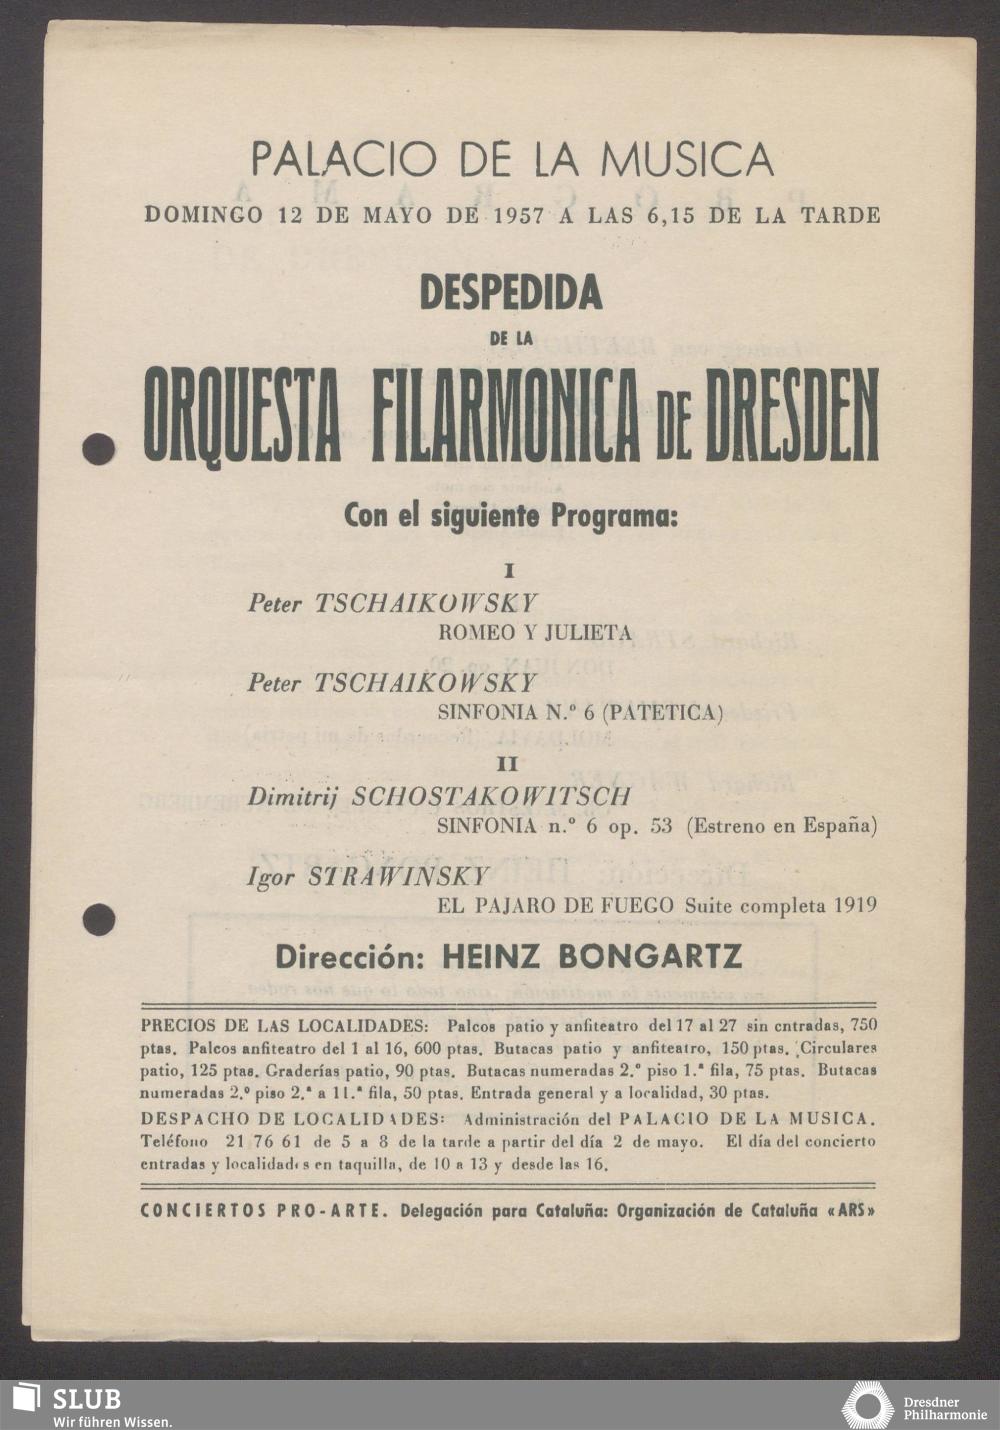 PALACIO DE LA MUSICA
DOMINGO 12 DE MAYO DE 1957 A LAS 6,15 DE LA TARDE
DESPEDIDA
DE LA
ORQUESTA FILARMONICA DE DRESDEN
Con el siguiente Programa:
I
Peter TSCHAIKOWSKY
ROMEO Y JULIETA
Peter TSCHAIKOWSKY
SINFONIA N.º 6 (PATETICA)
II
Dimitrij SCHOSTAKOWITSCH
SINFONIA n.º 6 op. 53 (Estreno en España)
Igor STRAWINSKY
EL PAJARO DE FUEGO Suite completa 1919
Dirección: HEINZ BONGARTZ
PRECIOS DE LAS LOCALIDADES: Palcos patio y anfiteatro del 17 al 27 sin entradas, 750
ptas. Palcos anfiteatro del 1 al 16, 600 ptas. Butacas patio y anfiteatro, 150 ptas. Circulares
patio, 125 ptas. Graderías patio, 90 ptas. Butacas numeradas 2.º piso 1.ª fila, 75 ptas. Butacas
numeradas 2.º piso 2.ª a 11.ª fila, 50 ptas. Entrada general y a localidad, 30 ptas.
DESPACHO DE LOCALIDADES: Administración del PALACIO DE LA MUSICA.
Teléfono 21 76 61 de 5 a 8 de la tarde a partir del día 2 de mayo. El día del concierto
entradas y localidades en taquilla, de 10 a 13 y desde las 16.
CONCIERTOS PRO-ARTE. Delegación para Cataluña: Organización de Cataluña «ARS»
SLUB
Wir führen Wissen.
Dresdner
Philharmonie